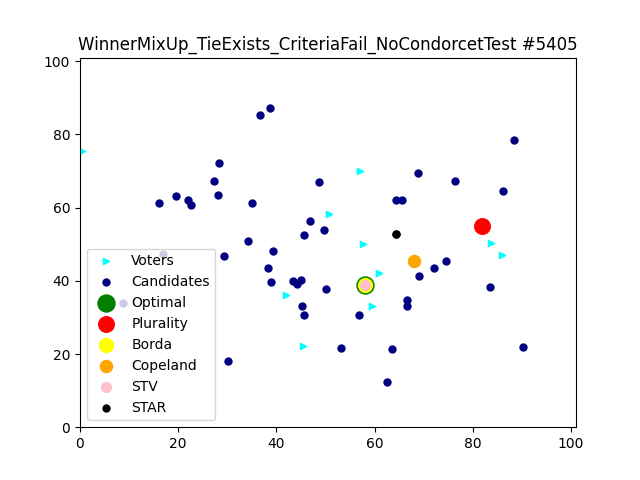 WinnerMixUp_TieExists_CriteriaFail_NoCondorcetTest #5405
100
80
60
40
20
0
Voters
Candidates
Optimal
Plurality
Borda
Copeland
STV
STAR
0 20 40 60 80 100